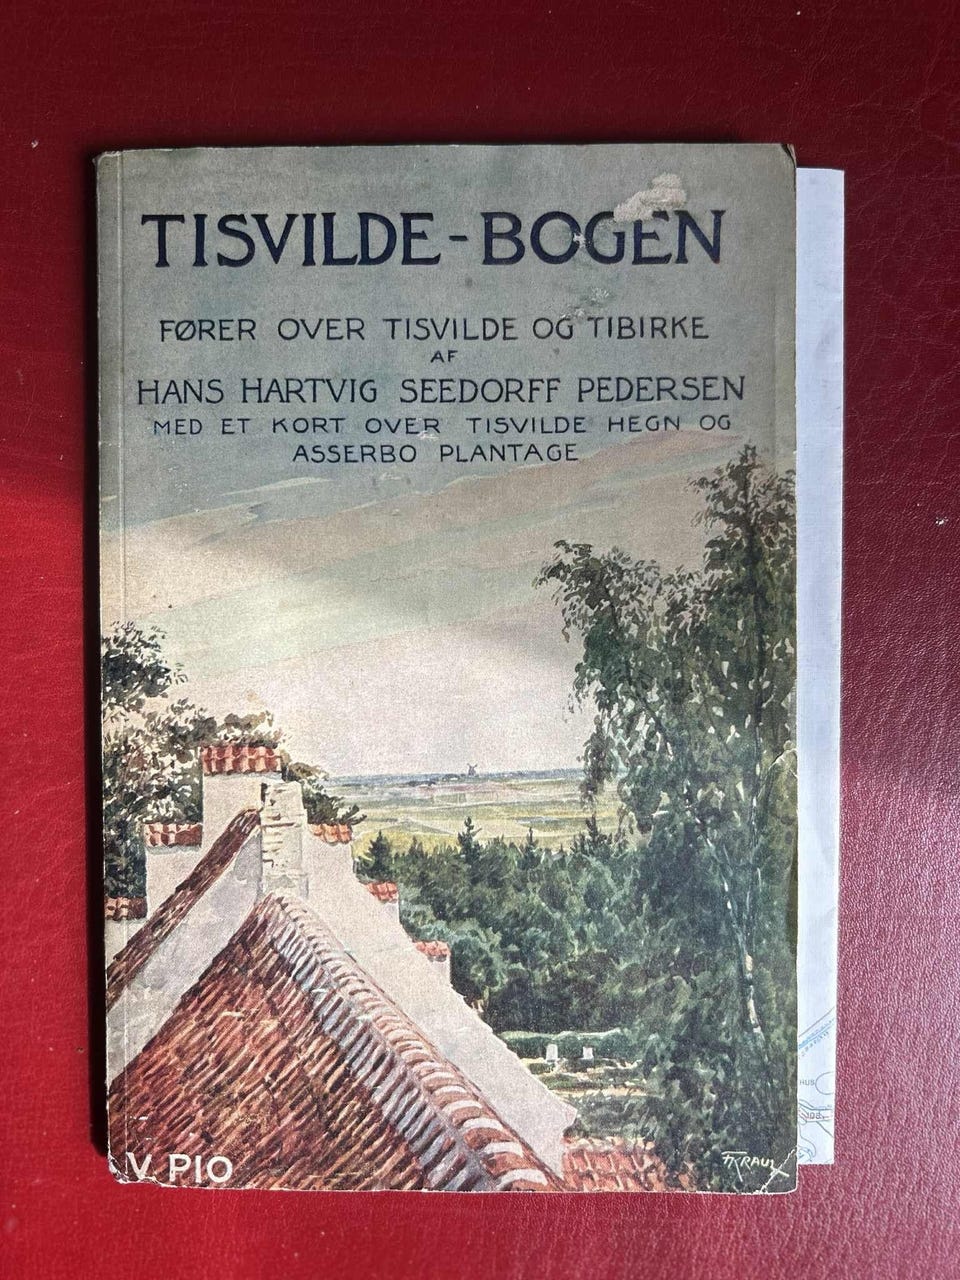 TISVILDE-BOGEN
FØRER OVER TISVILDE OG TIBIRKE
AF
HANS HARTVIG SEEDORFF PEDERSEN
MED ET KORT OVER TISVILDE HEGN OG
ASSERBO PLANTAGE
V. PIO